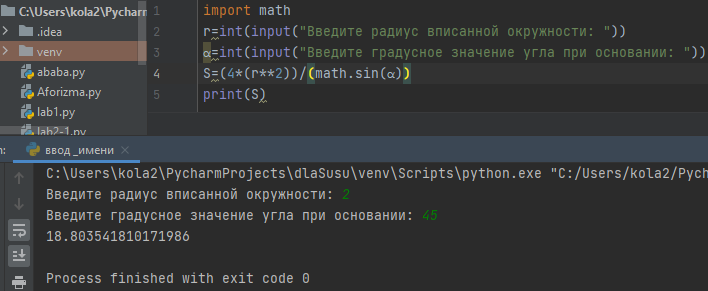 C:\Users\kola2\Pycharm
.idea
venv
ababa.py
Aforizma.py
lab1.py
lab2-1.py
1 import math
2 r=int(input("Введите радиус вписанной окружности: "))
3 α=int(input("Введите градусное значение угла при основании: "))
4 S=(4*(r**2))/(math.sin(α))
5 print(S)
n: ввод_имени
C:\Users\kola2\PycharmProjects\dlaSusu\venv\Scripts\python.exe "C:/Users/kola2/Pych
Введите радиус вписанной окружности: 2
Введите градусное значение угла при основании: 45
18.803541810171986
Process finished with exit code 0